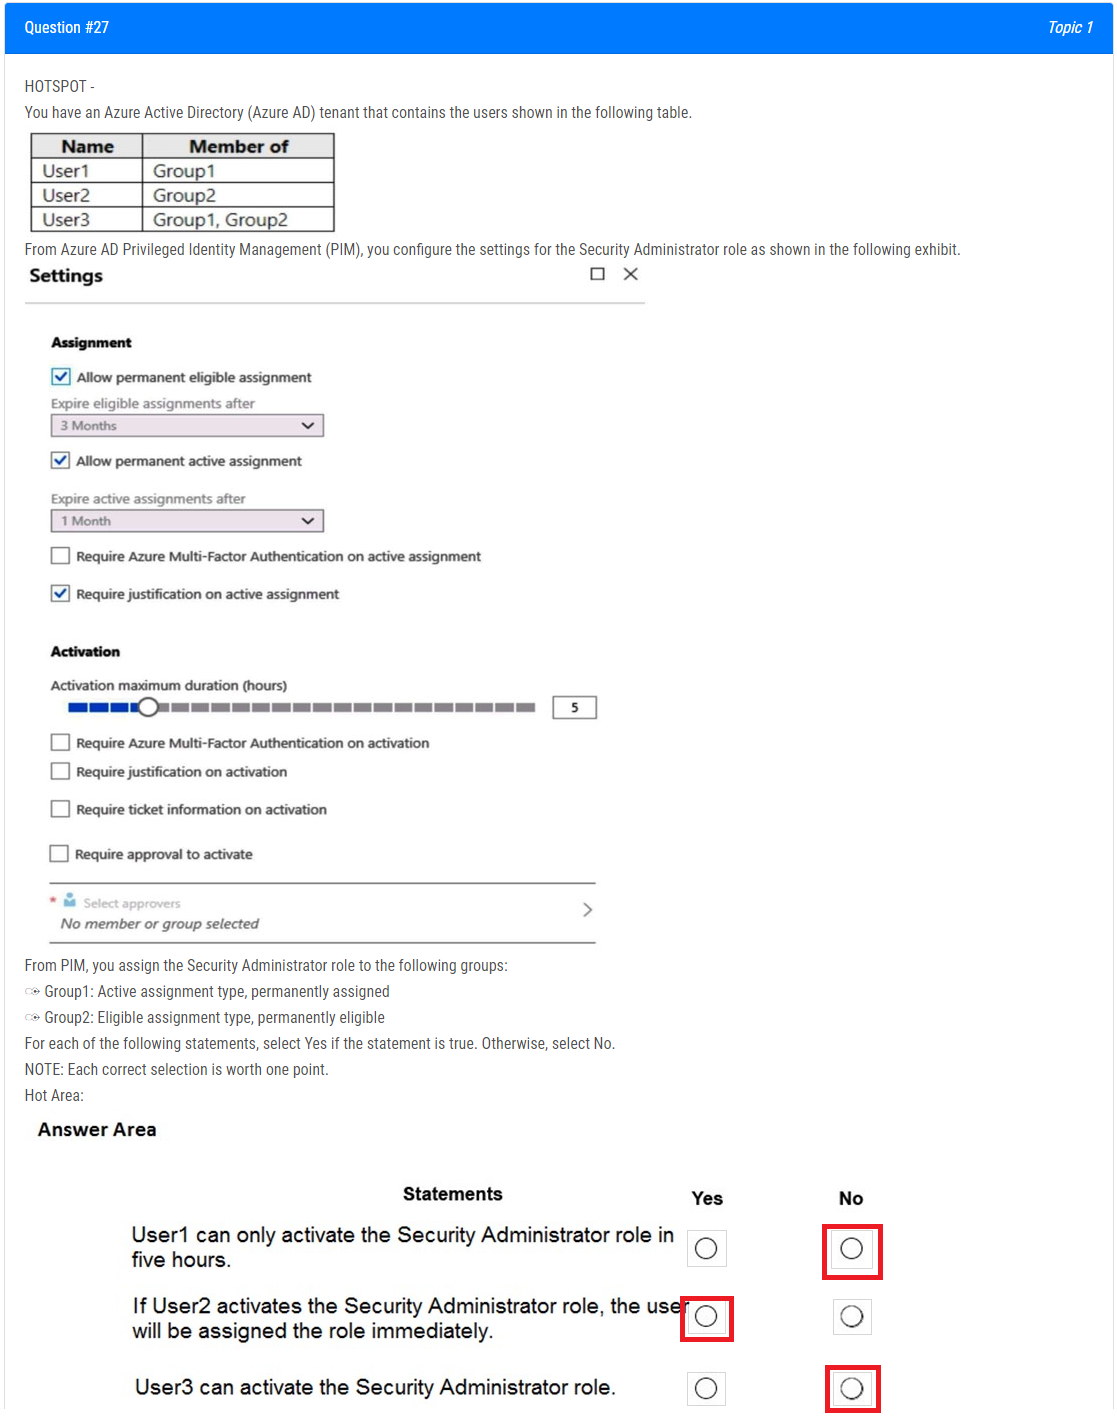 Question #27
Topic 1
HOTSPOT -
You have an Azure Active Directory (Azure AD) tenant that contains the users shown in the following table.
Name Member of
User1 Group1
User2 Group2
User3 Group1, Group2
From Azure AD Privileged Identity Management (PIM), you configure the settings for the Security Administrator role as shown in the following exhibit.
Settings
Assignment
Allow permanent eligible assignment
Expire eligible assignments after
3 Months
Allow permanent active assignment
Expire active assignments after
1 Month
Require Azure Multi-Factor Authentication on active assignment
Require justification on active assignment
Activation
Activation maximum duration (hours)
5
Require Azure Multi-Factor Authentication on activation
Require justification on activation
Require ticket information on activation
Require approval to activate
* Select approvers
No member or group selected
From PIM, you assign the Security Administrator role to the following groups:
Group1: Active assignment type, permanently assigned
Group2: Eligible assignment type, permanently eligible
For each of the following statements, select Yes if the statement is true. Otherwise, select No.
NOTE: Each correct selection is worth one point.
Hot Area:
Answer Area
Statements Yes No
User1 can only activate the Security Administrator role in
five hours.
If User2 activates the Security Administrator role, the user
will be assigned the role immediately.
User3 can activate the Security Administrator role.